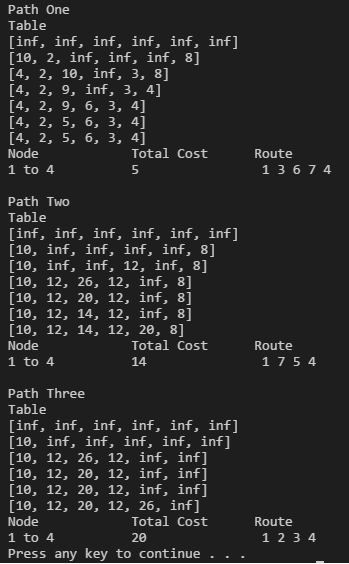 Path One
Table
[inf, inf, inf, inf, inf, inf]
[10, 2, inf, inf, inf, 8]
[4, 2, 10, inf, 3, 8]
[4, 2, 9, inf, 3, 4]
[4, 2, 9, 6, 3, 4]
[4, 2, 5, 6, 3, 4]
[4, 2, 5, 6, 3, 4]
Node Total Cost Route
1 to 4 5 1 3 6 7 4
Path Two
Table
[inf, inf, inf, inf, inf, inf]
[10, inf, inf, inf, inf, 8]
[10, inf, inf, 12, inf, 8]
[10, 12, 26, 12, inf, 8]
[10, 12, 20, 12, inf, 8]
[10, 12, 14, 12, inf, 8]
[10, 12, 14, 12, 20, 8]
Node Total Cost Route
1 to 4 14 1 7 5 4
Path Three
Table
[inf, inf, inf, inf, inf, inf]
[10, inf, inf, inf, inf, inf]
[10, 12, 26, 12, inf, inf]
[10, 12, 20, 12, inf, inf]
[10, 12, 20, 12, inf, inf]
[10, 12, 20, 12, 26, inf]
Node Total Cost Route
1 to 4 20 1 2 3 4
Press any key to continue . . .